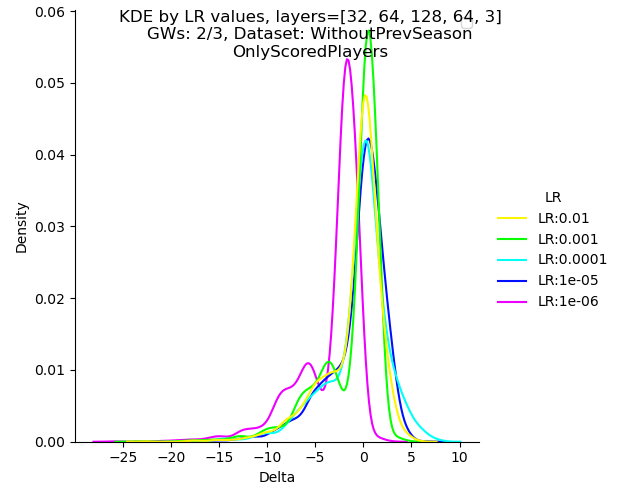 KDE by LR values, layers=[32, 64, 128, 64, 3]
GWs: 2/3, Dataset: WithoutPrevSeason
OnlyScoredPlayers
0.06
0.05
0.04
0.03
0.02
0.01
0.00
Density
−25
−20
−15
−10
−5
0
5
10
Delta
LR
LR:0.01
LR:0.001
LR:0.0001
LR:1e-05
LR:1e-06